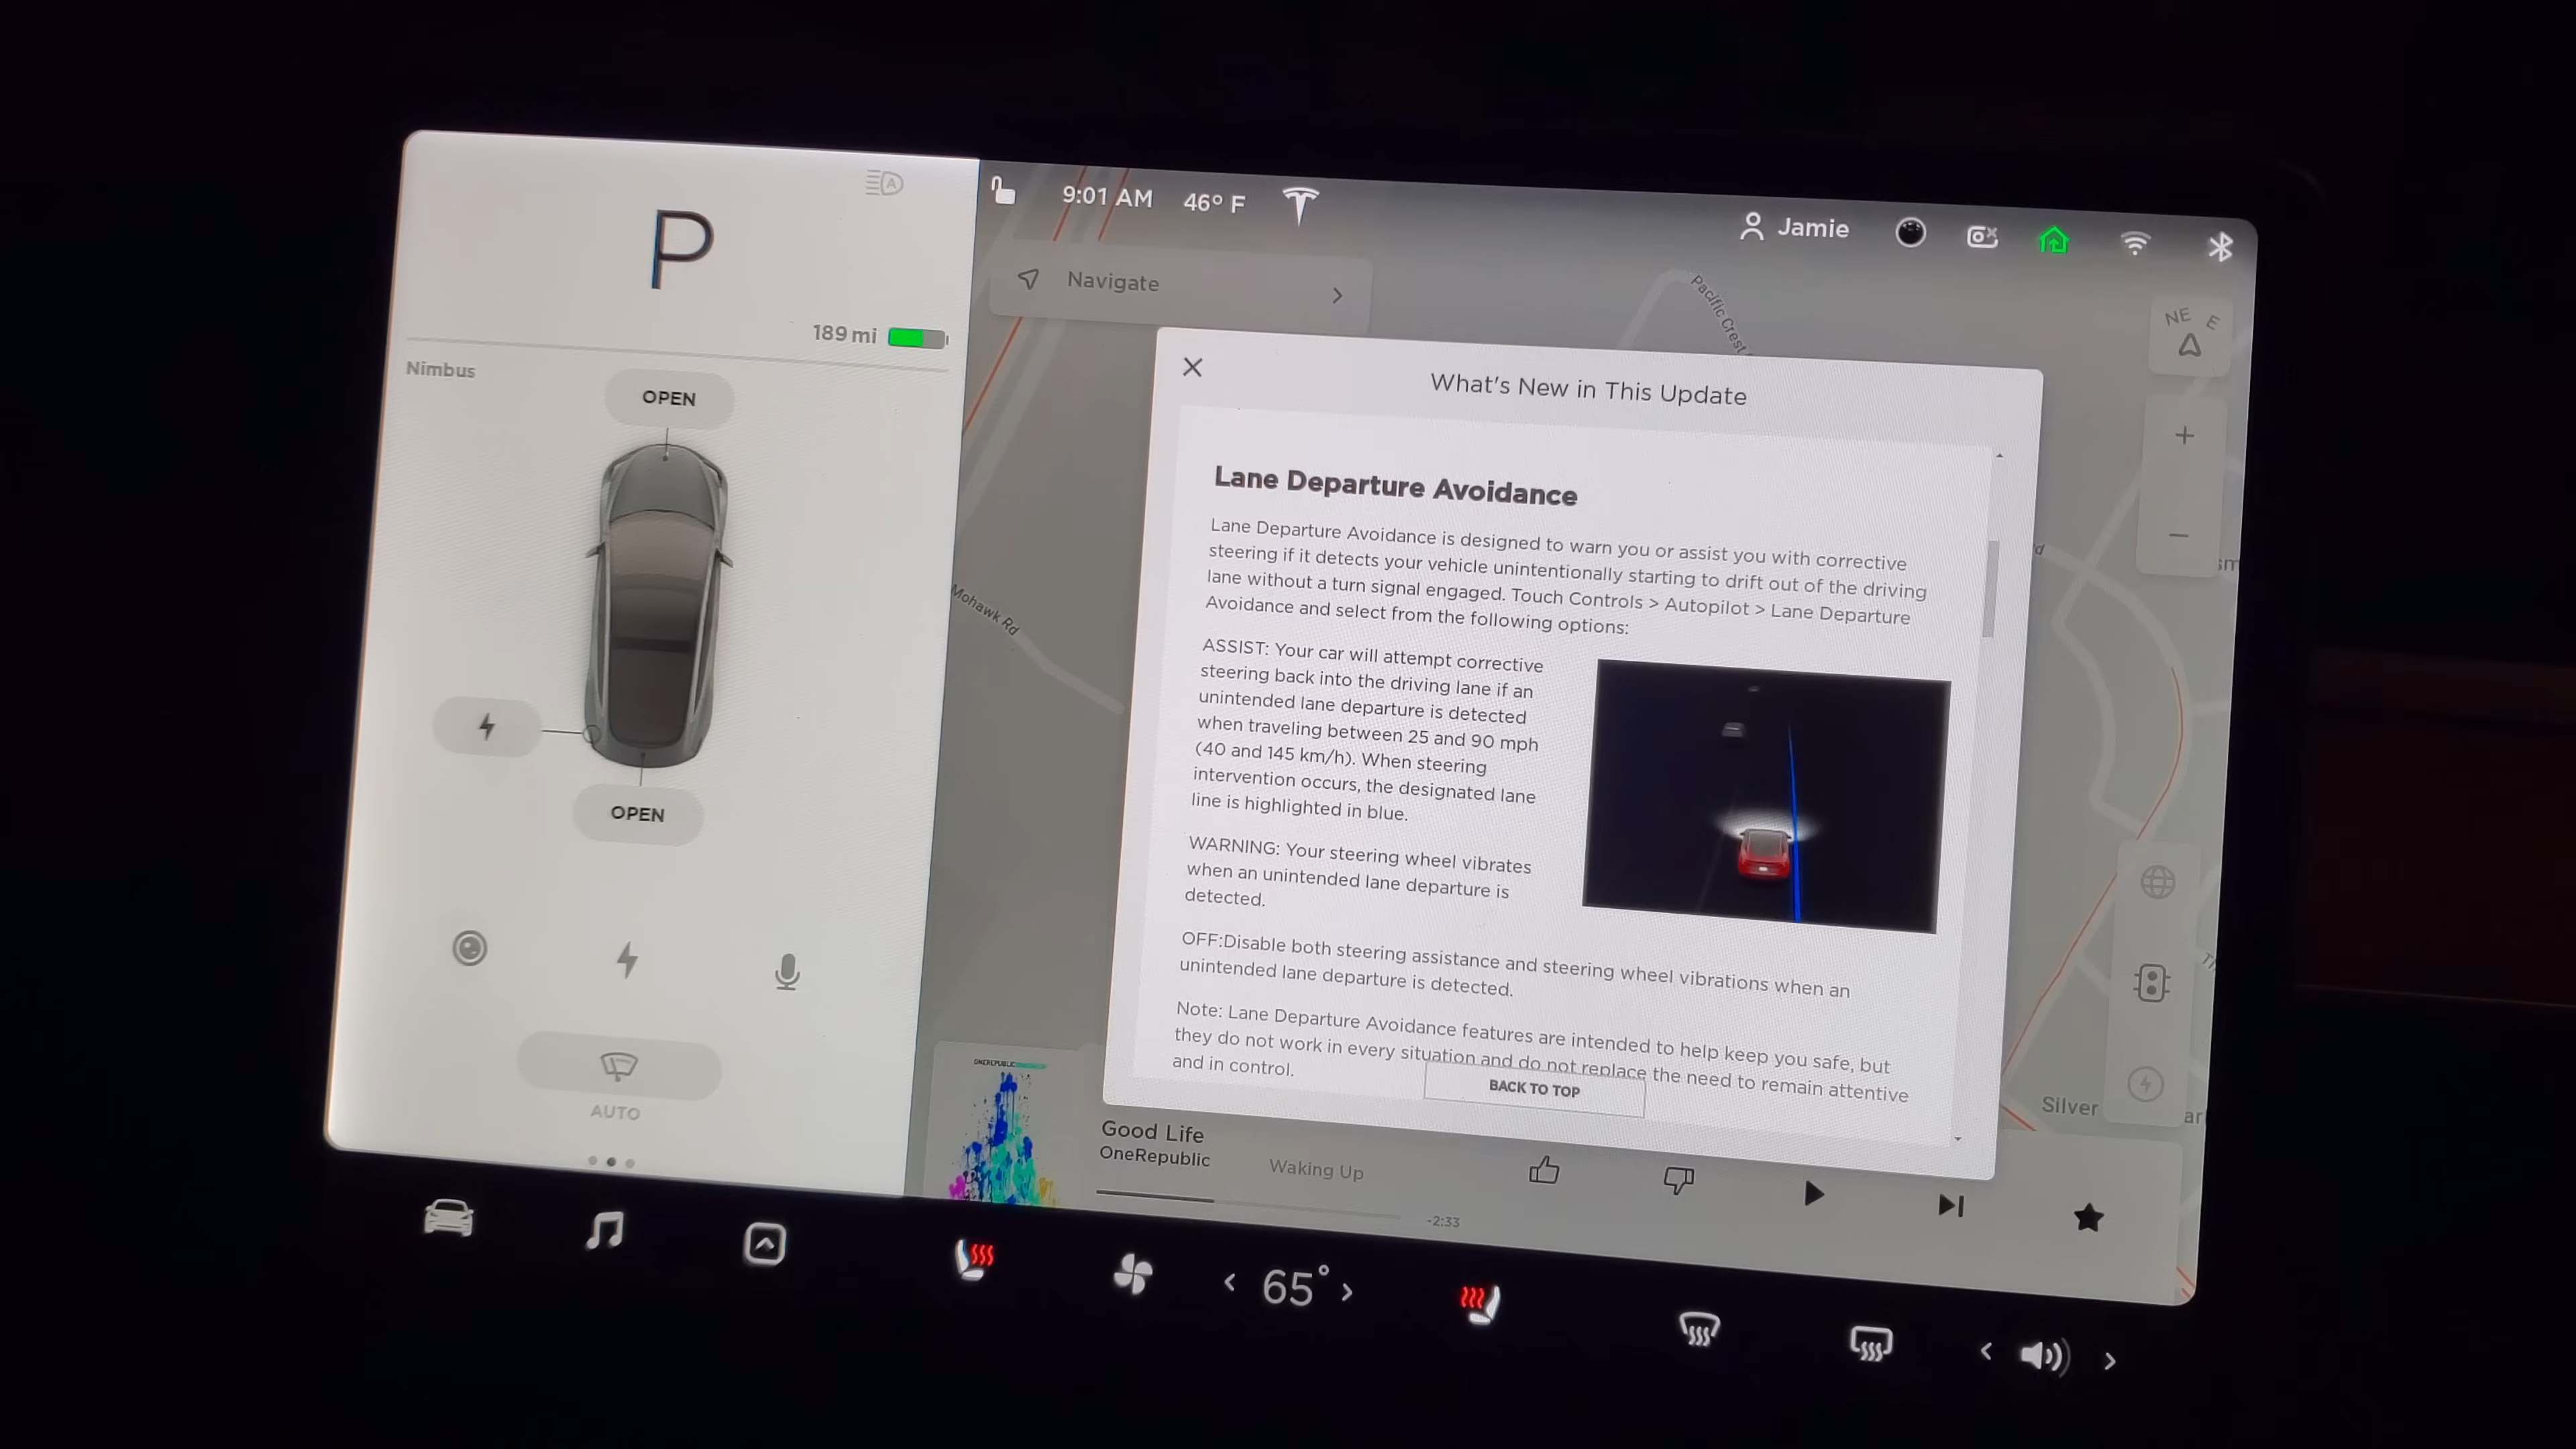 P
189 mi
Nimbus
OPEN
OPEN
AUTO
9:01 AM 46° F
Jamie
Navigate
Pacific Crest
NE E
Mohawk Rd
What's New in This Update
Lane Departure Avoidance
Lane Departure Avoidance is designed to warn you or assist you with corrective
steering if it detects your vehicle unintentionally starting to drift out of the driving
lane without a turn signal engaged. Touch Controls > Autopilot > Lane Departure
Avoidance and select from the following options:
ASSIST: Your car will attempt corrective
steering back into the driving lane if an
unintended lane departure is detected
when traveling between 25 and 90 mph
(40 and 145 km/h). When steering
intervention occurs, the designated lane
line is highlighted in blue.
WARNING: Your steering wheel vibrates
when an unintended lane departure is
detected.
OFF:Disable both steering assistance and steering wheel vibrations when an
unintended lane departure is detected.
Note: Lane Departure Avoidance features are intended to help keep you safe, but
they do not work in every situation and do not replace the need to remain attentive
and in control.
BACK TO TOP
Silver
Good Life
OneRepublic
Waking Up
-2:33
65°